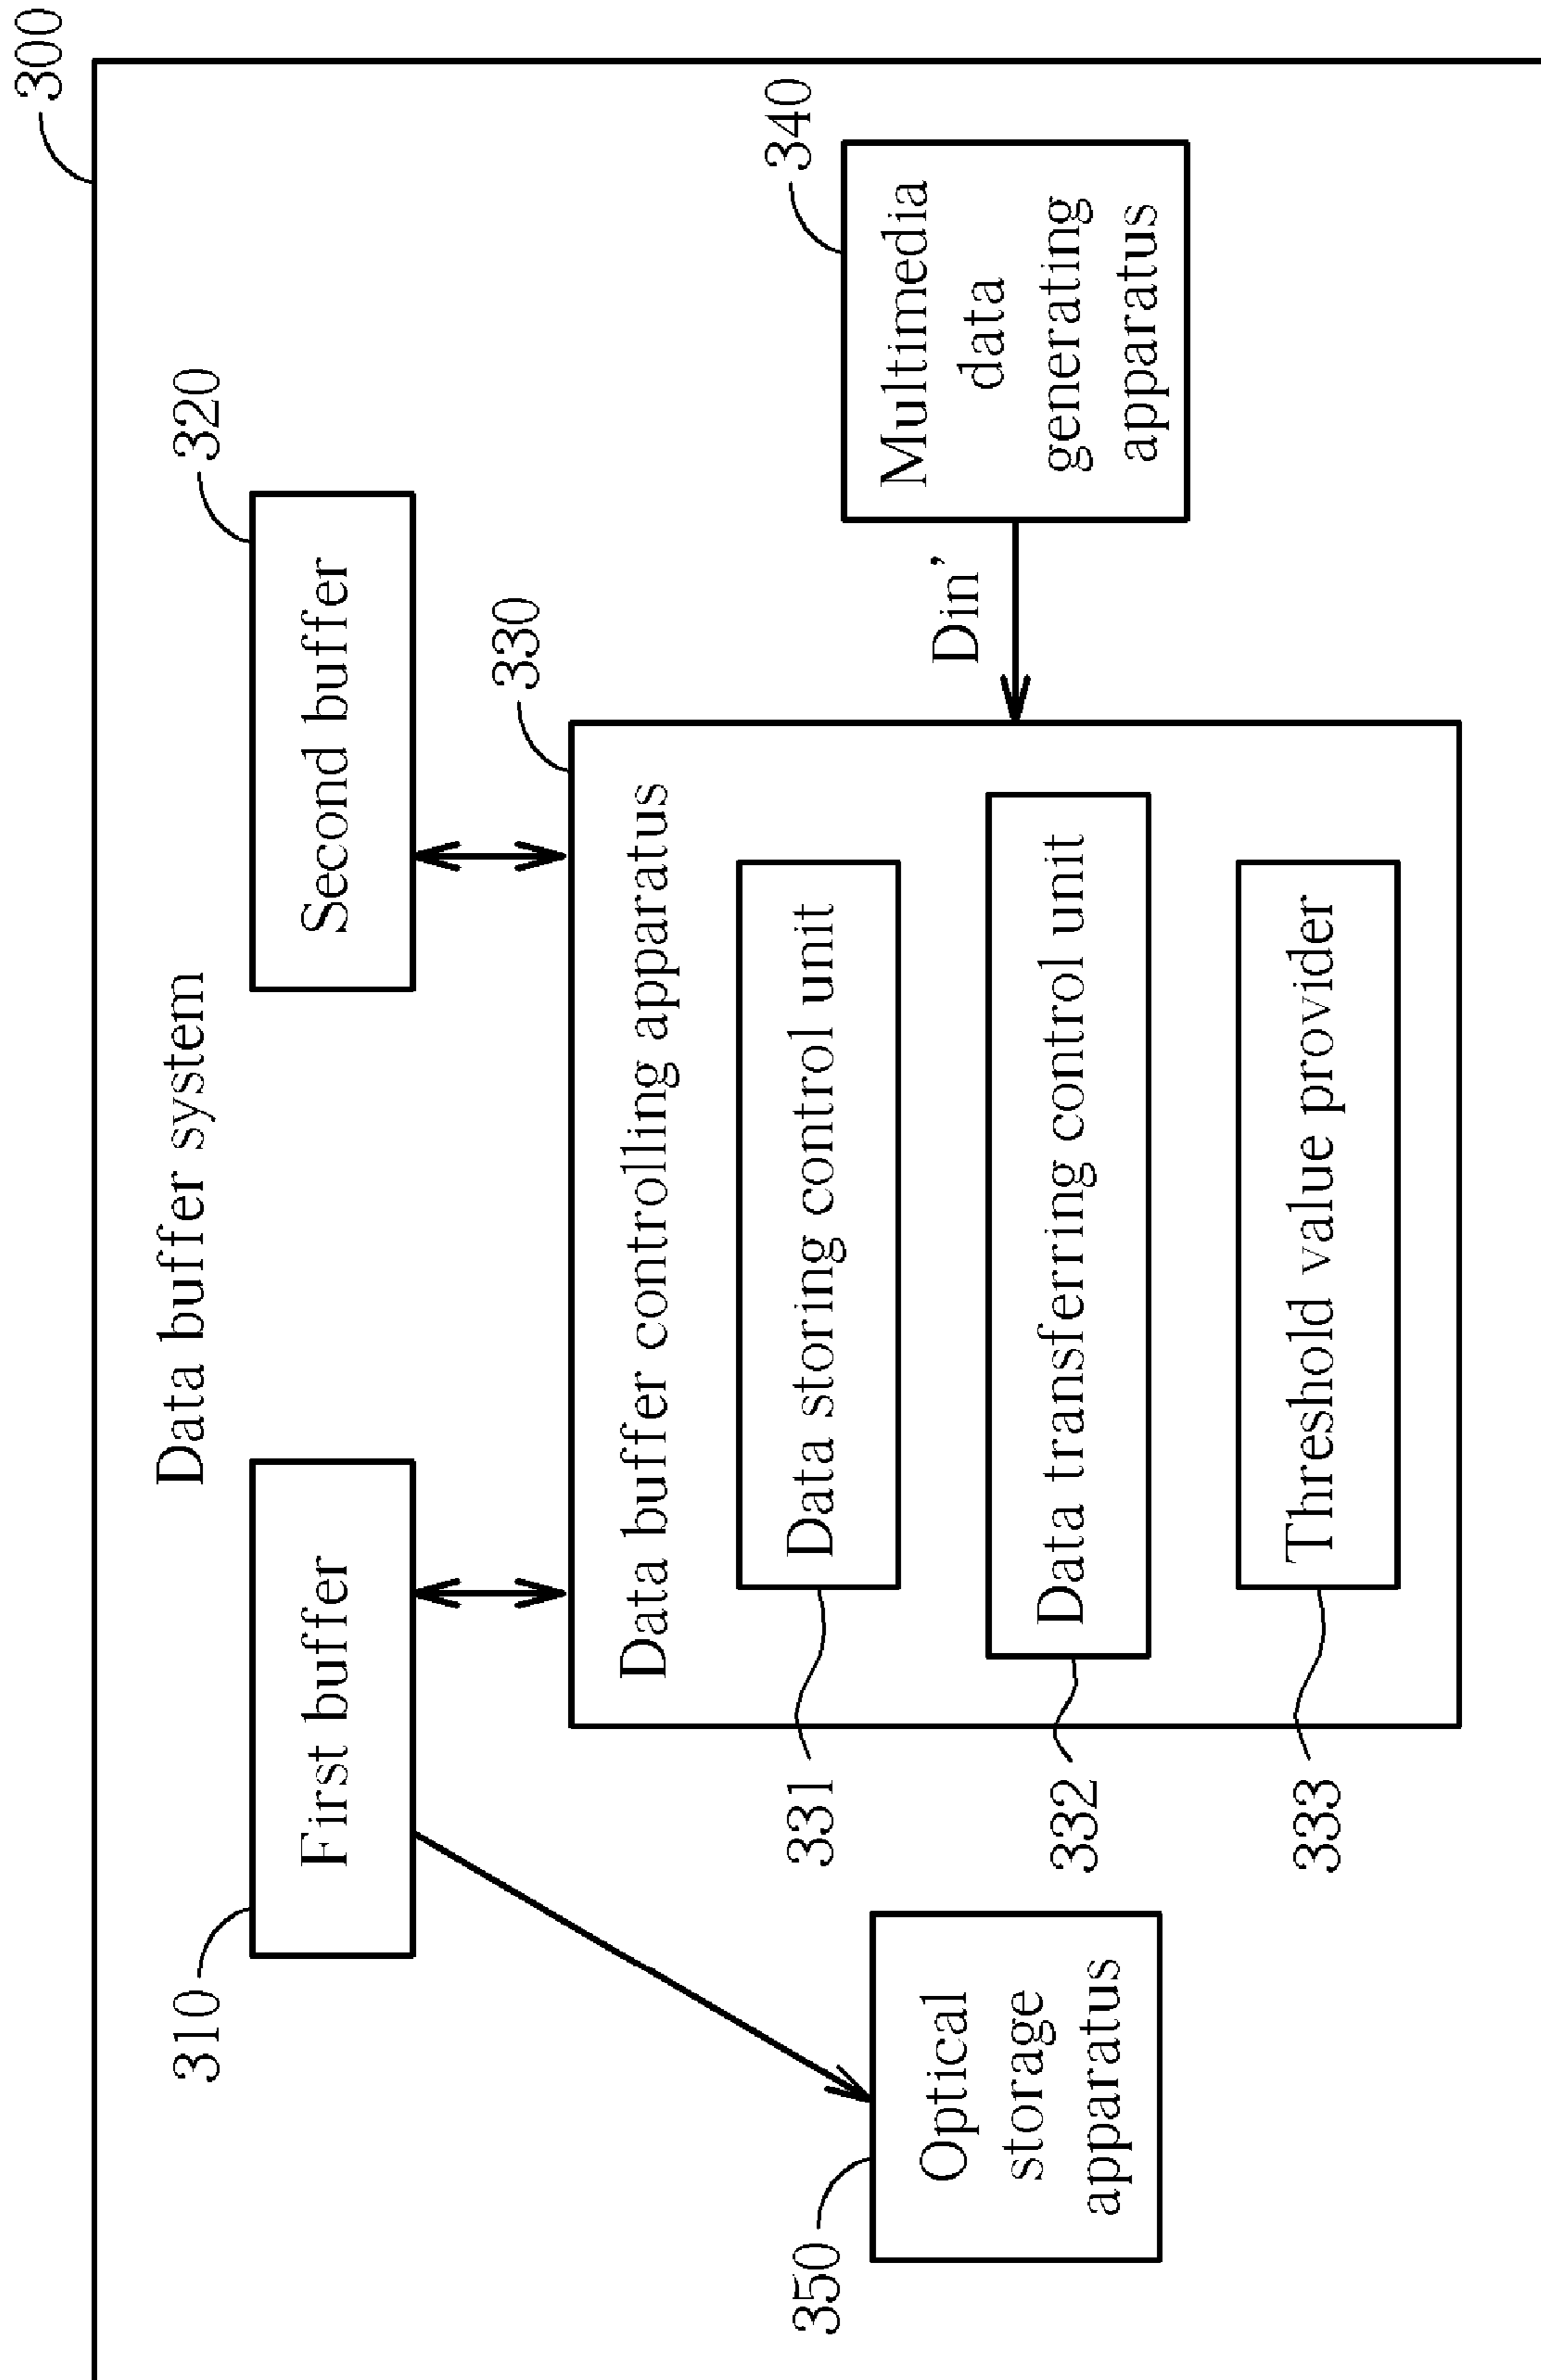 300
Data buffer system
310
First buffer
320
Second buffer
330
Data buffer controlling apparatus
331
Data storing control unit
332
Data transferring control unit
333
Threshold value provider
340
Multimedia
data
generating
apparatus
Din’
350
Optical
storage
apparatus